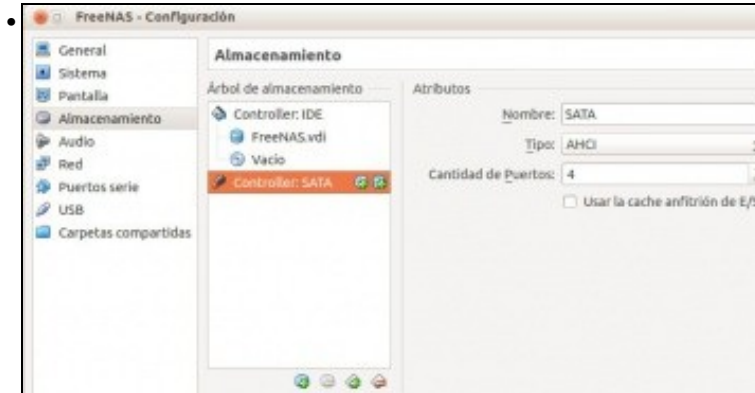 FreeNAS - Configuración
General
Sistema
Pantalla
Almacenamiento
Audio
Red
Puertos serie
USB
Carpetas compartidas
Almacenamiento
Árbol de almacenamiento
Controller: IDE
FreeNAS.vdi
Vacío
Controller: SATA
Atributos
Nombre: SATA
Tipo: AHCI
Cantidad de Puertos: 4
Usar la cache anfitrión de E/S